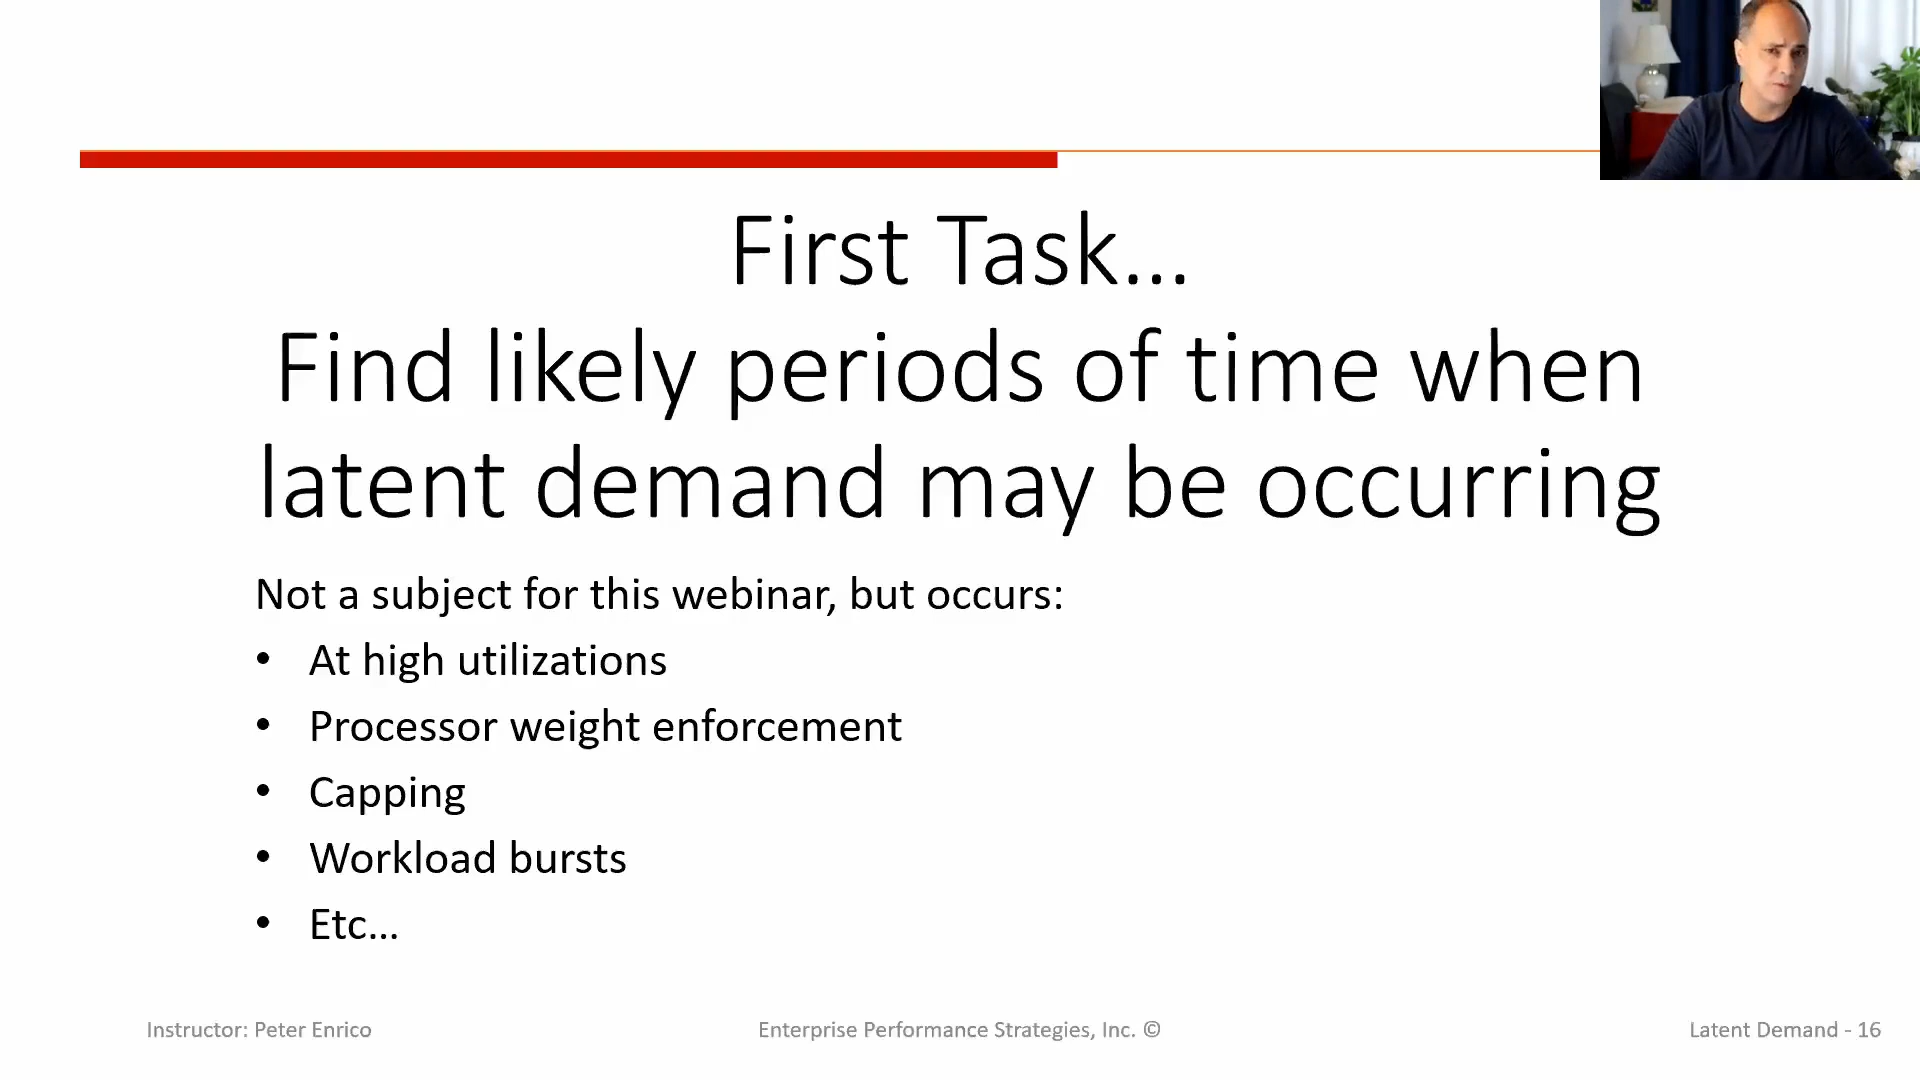 First Task...
Find likely periods of time when
latent demand may be occurring
Not a subject for this webinar, but occurs:
• At high utilizations
• Processor weight enforcement
• Capping
• Workload bursts
• Etc...
Instructor: Peter Enrico
Enterprise Performance Strategies, Inc. ©
Latent Demand - 16